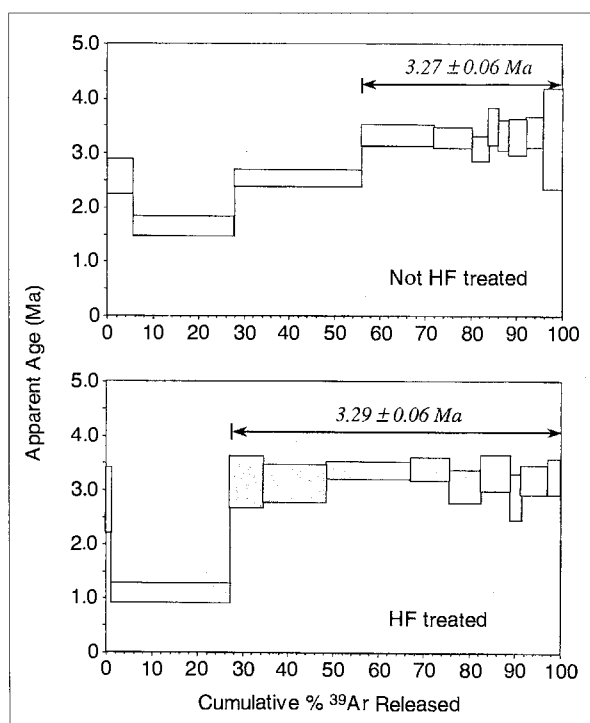 5.0
3.27 ± 0.06 Ma
4.0
3.0
2.0
1.0
Not HF treated
0
0 10 20 30 40 50 60 70 80 90 100
Apparent Age (Ma)
5.0
3.29 ± 0.06 Ma
4.0
3.0
2.0
1.0
HF treated
0
0 10 20 30 40 50 60 70 80 90 100
Cumulative % ³⁹Ar Released